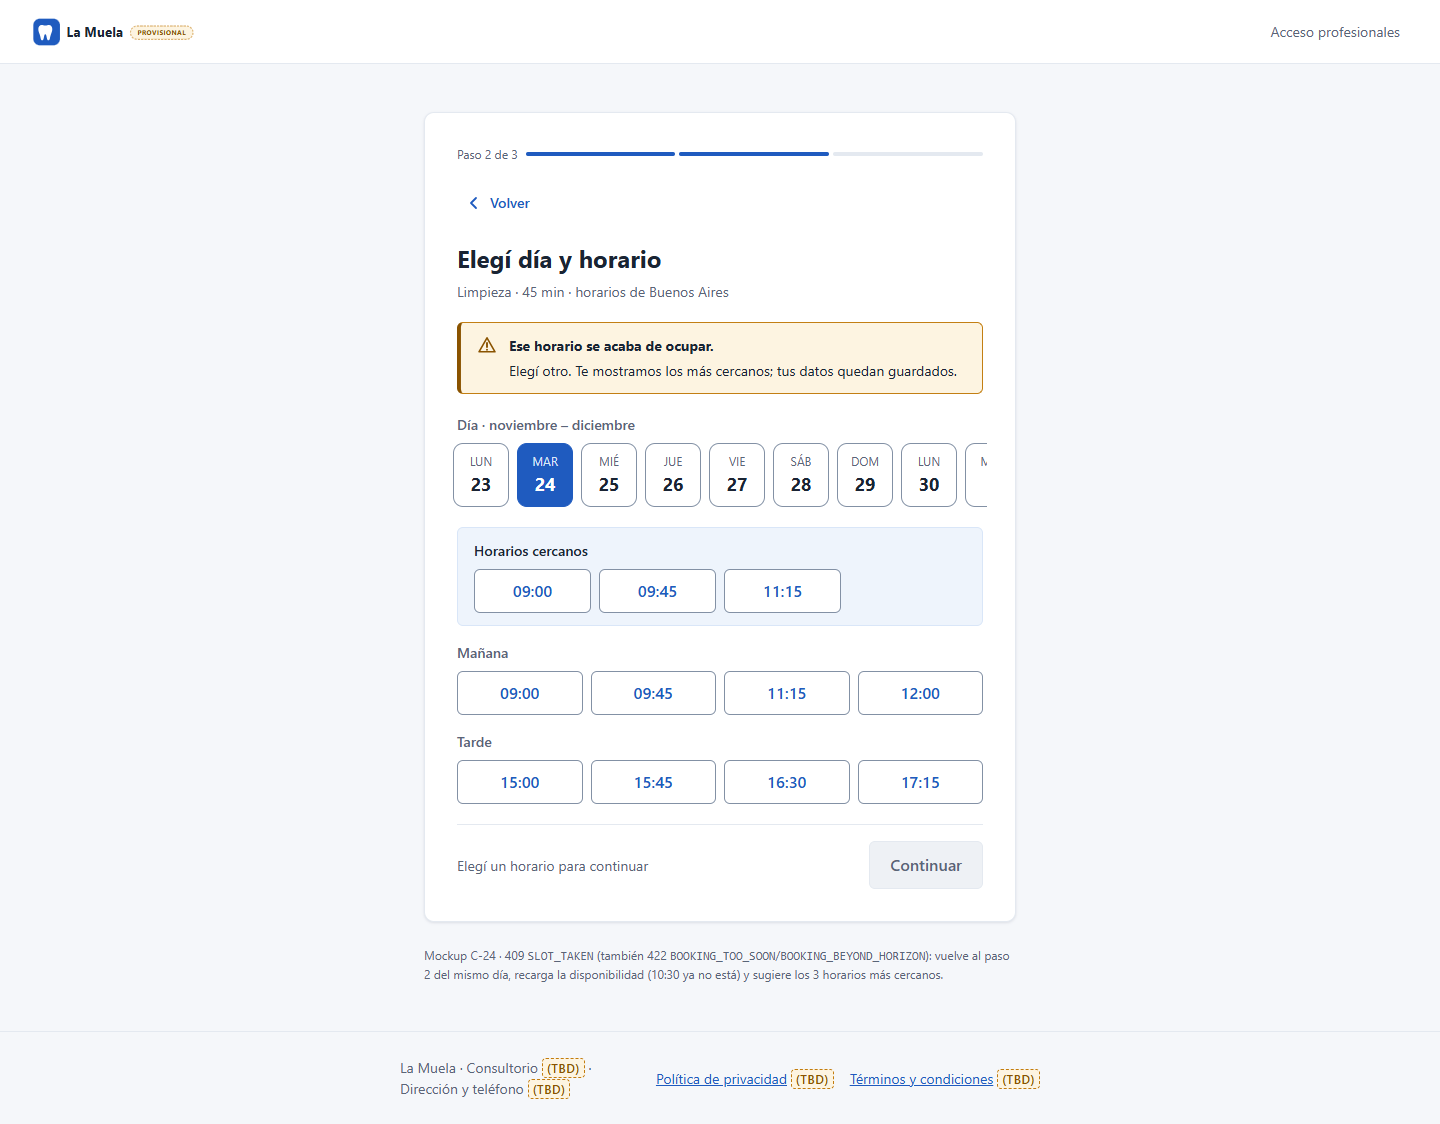 La Muela PROVISIONAL
Acceso profesionales
Paso 2 de 3
Volver
Elegí día y horario
Limpieza · 45 min · horarios de Buenos Aires
Ese horario se acaba de ocupar.
Elegí otro. Te mostramos los más cercanos; tus datos quedan guardados.
Día · noviembre – diciembre
LUN MAR MIÉ JUE VIE SÁB DOM LUN
23 24 25 26 27 28 29 30
Horarios cercanos
09:00 09:45 11:15
Mañana
09:00 09:45 11:15 12:00
Tarde
15:00 15:45 16:30 17:15
Elegí un horario para continuar
Continuar
Mockup C-24 · 409 SLOT_TAKEN (también 422 BOOKING_TOO_SOON/BOOKING_BEYOND_HORIZON): vuelve al paso
2 del mismo día, recarga la disponibilidad (10:30 ya no está) y sugiere los 3 horarios más cercanos.
La Muela · Consultorio (TBD) ·
Dirección y teléfono (TBD)
Política de privacidad (TBD) Términos y condiciones (TBD)